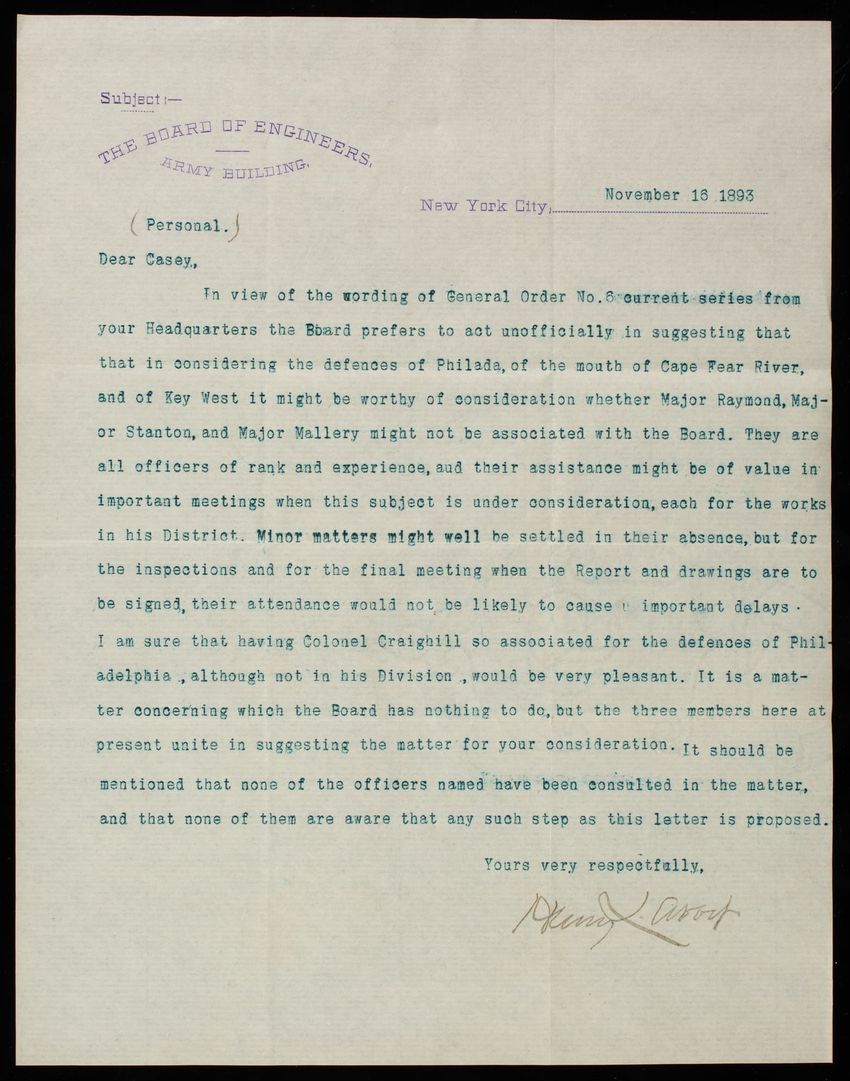 Subject:—
THE BOARD OF ENGINEERS,
ARMY BUILDING,
New York City, November 16 1893
(Personal.)
Dear Casey,
In view of the wording of General Order No.6 current series from
your Headquarters the Board prefers to act unofficially in suggesting that
that in considering the defences of Philada, of the mouth of Cape Fear River,
and of Key West it might be worthy of consideration whether Major Raymond, Maj-
or Stanton, and Major Mallery might not be associated with the Board. They are
all officers of rank and experience, aud their assistance might be of value in
important meetings when this subject is under consideration, each for the works
in his District. Minor matters might well be settled in their absence, but for
the inspections and for the final meeting when the Report and drawings are to
be signed, their attendance would not be likely to cause important delays.
I am sure that having Colonel Craighill so associated for the defences of Phil-
adelphia , although not in his Division , would be very pleasant. It is a mat-
ter concerning which the Board has nothing to do, but the three members here at
present unite in suggesting the matter for your consideration. It should be
mentioned that none of the officers named have been consulted in the matter,
and that none of them are aware that any such step as this letter is proposed.
Yours very respectfully,
Henry L. Abbot